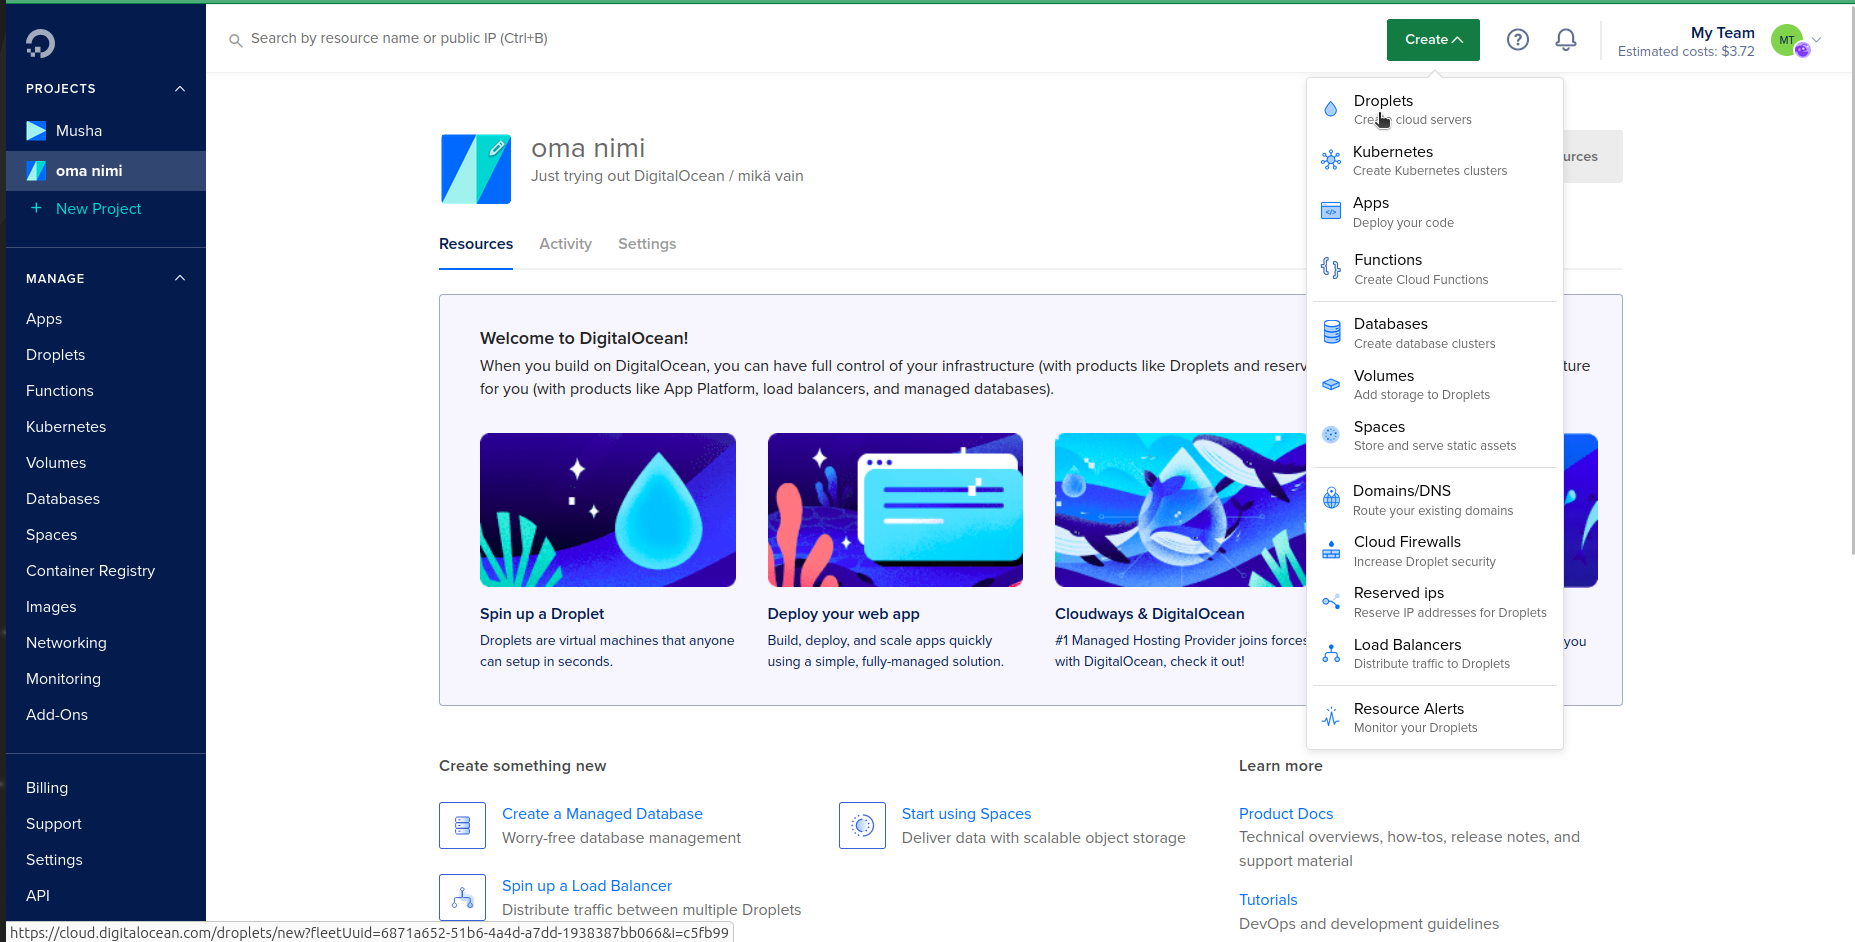 Search by resource name or public IP (Ctrl+B)
Create
My Team
Estimated costs: $3.72
MT
PROJECTS
Musha
oma nimi
+ New Project
MANAGE
Apps
Droplets
Functions
Kubernetes
Volumes
Databases
Spaces
Container Registry
Images
Networking
Monitoring
Add-Ons
Billing
Support
Settings
API
oma nimi
Just trying out DigitalOcean / mikä vain
Resources Activity Settings
Welcome to DigitalOcean!
When you build on DigitalOcean, you can have full control of your infrastructure (with products like Droplets and reserv
for you (with products like App Platform, load balancers, and managed databases).
Spin up a Droplet
Droplets are virtual machines that anyone
can setup in seconds.
Deploy your web app
Build, deploy, and scale apps quickly
using a simple, fully-managed solution.
Cloudways & DigitalOcean
#1 Managed Hosting Provider joins forces
with DigitalOcean, check it out!
you
urces
ture
Droplets
Create cloud servers
Kubernetes
Create Kubernetes clusters
Apps
Deploy your code
Functions
Create Cloud Functions
Databases
Create database clusters
Volumes
Add storage to Droplets
Spaces
Store and serve static assets
Domains/DNS
Route your existing domains
Cloud Firewalls
Increase Droplet security
Reserved ips
Reserve IP addresses for Droplets
Load Balancers
Distribute traffic to Droplets
Resource Alerts
Monitor your Droplets
Create something new
Create a Managed Database
Worry-free database management
Start using Spaces
Deliver data with scalable object storage
Spin up a Load Balancer
Distribute traffic between multiple Droplets
Learn more
Product Docs
Technical overviews, how-tos, release notes, and
support material
Tutorials
DevOps and development guidelines
https://cloud.digitalocean.com/droplets/new?fleetUuid=6871a652-51b6-4a4d-a7dd-1938387bb066&i=c5fb99